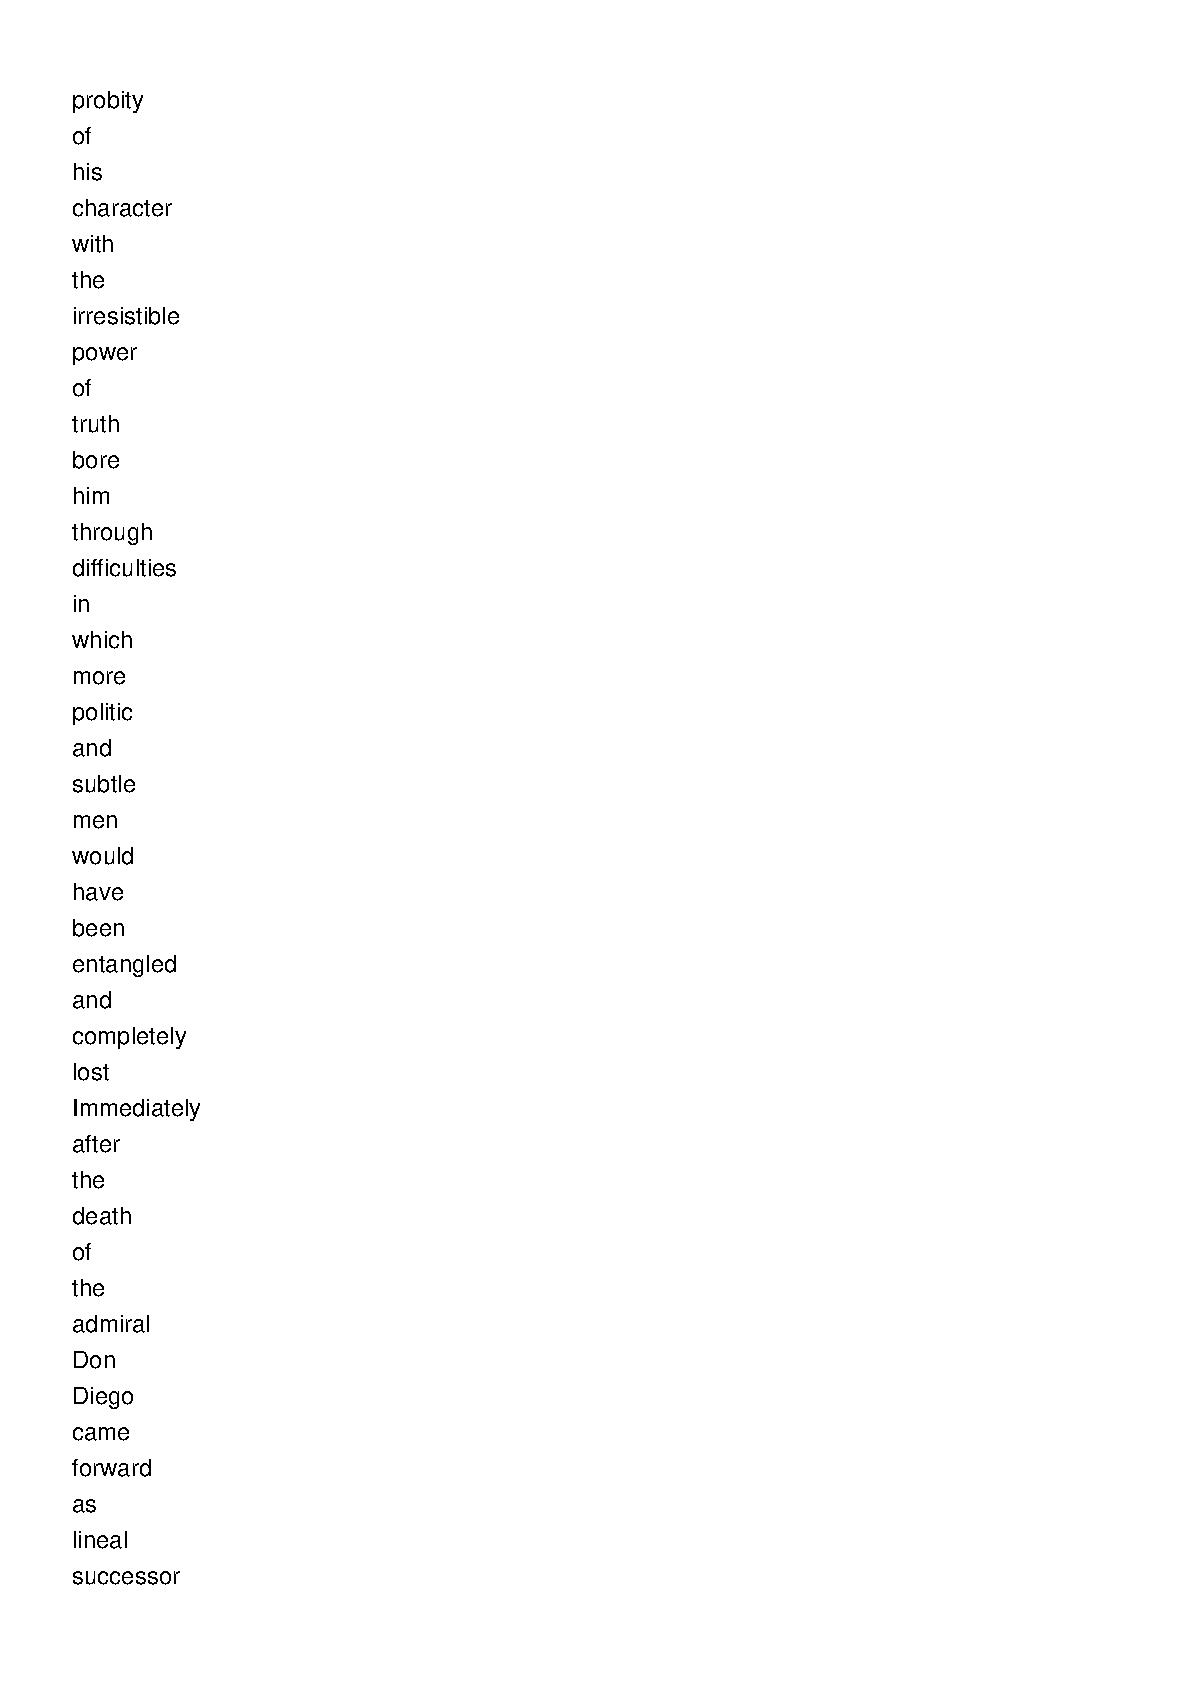 probity
of
his
character
with
the
irresistible
power
of
truth
bore
him
through
difficulties
in
which
more
politic
and
subtle
men
would
have
been
entangled
and
completely
lost
Immediately
after
the
death
of
the
admiral
Don
Diego
came
forward
as
lineal
successor